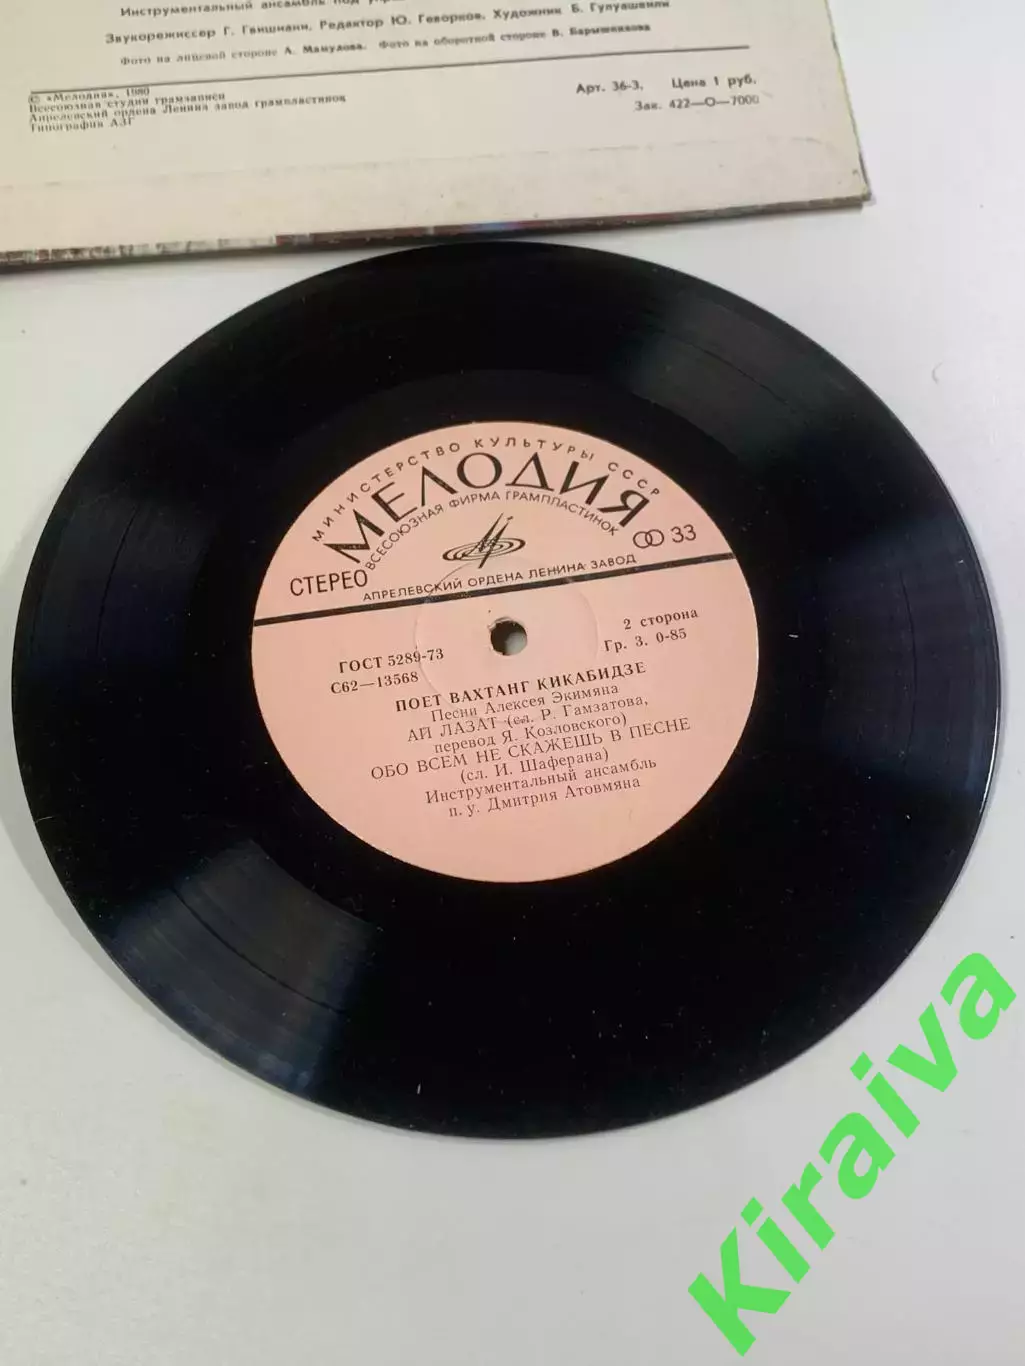 Инструментальный ансамбль под
Звукорежиссер Г. Гвишиани, Редактор Ю. Геворков, Художник Б. Гулуашвили
Фото на лицевой стороне А. Манулова. Фото на оборотной стороне В. Барышникова
© «Мелодия», 1980
Всесоюзная студия грамзаписи
Апрелевский ордена Ленина завод грампластинок
Типография АЗГ
Арт. 36-3. Цена 1 руб.
Зак. 422—О—7000
МИНИСТЕРСТВО КУЛЬТУРЫ СССР
МЕЛОДИЯ
ВСЕСОЮЗНАЯ ФИРМА ГРАМПЛАСТИНОК
33
СТЕРЕО
АПРЕЛЕВСКИЙ ОРДЕНА ЛЕНИНА ЗАВОД
ГОСТ 5289-73
2 сторона
С62—13568
Гр. 3. 0-85
ПОЕТ ВАХТАНГ КИКАБИДЗЕ
Песни Алексея Экимяна
АЙ ЛАЗАТ (сл. Р. Гамзатова,
перевод Я. Козловского)
ОБО ВСЕМ НЕ СКАЖЕШЬ В ПЕСНЕ
(сл. И. Шаферана)
Инструментальный ансамбль
п. у. Дмитрия Атовмяна
Kiraiva